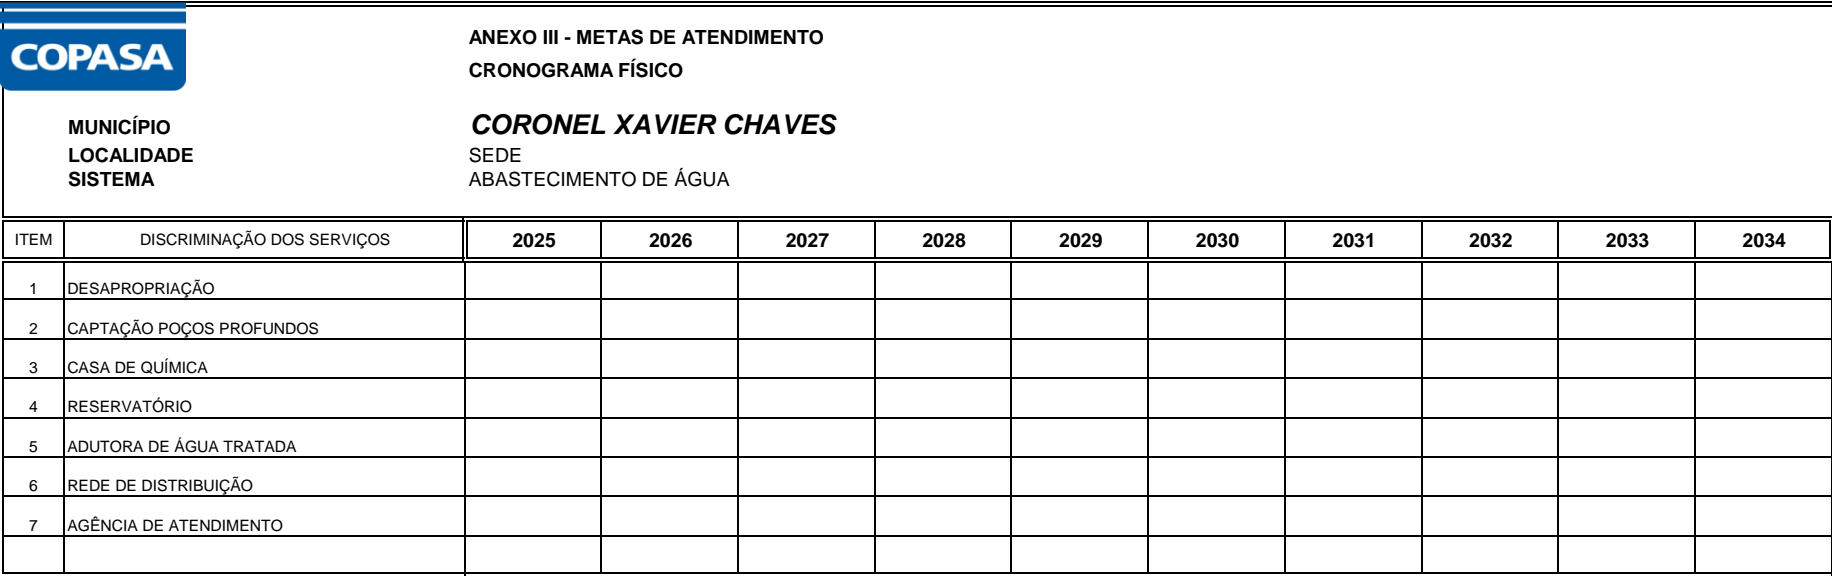 COPASA
ANEXO III - METAS DE ATENDIMENTO
CRONOGRAMA FÍSICO
MUNICÍPIO CORONEL XAVIER CHAVES
LOCALIDADE SEDE
SISTEMA ABASTECIMENTO DE ÁGUA
ITEM DISCRIMINAÇÃO DOS SERVIÇOS 2025 2026 2027 2028 2029 2030 2031 2032 2033 2034
1 DESAPROPRIAÇÃO
2 CAPTAÇÃO POÇOS PROFUNDOS
3 CASA DE QUÍMICA
4 RESERVATÓRIO
5 ADUTORA DE ÁGUA TRATADA
6 REDE DE DISTRIBUIÇÃO
7 AGÊNCIA DE ATENDIMENTO